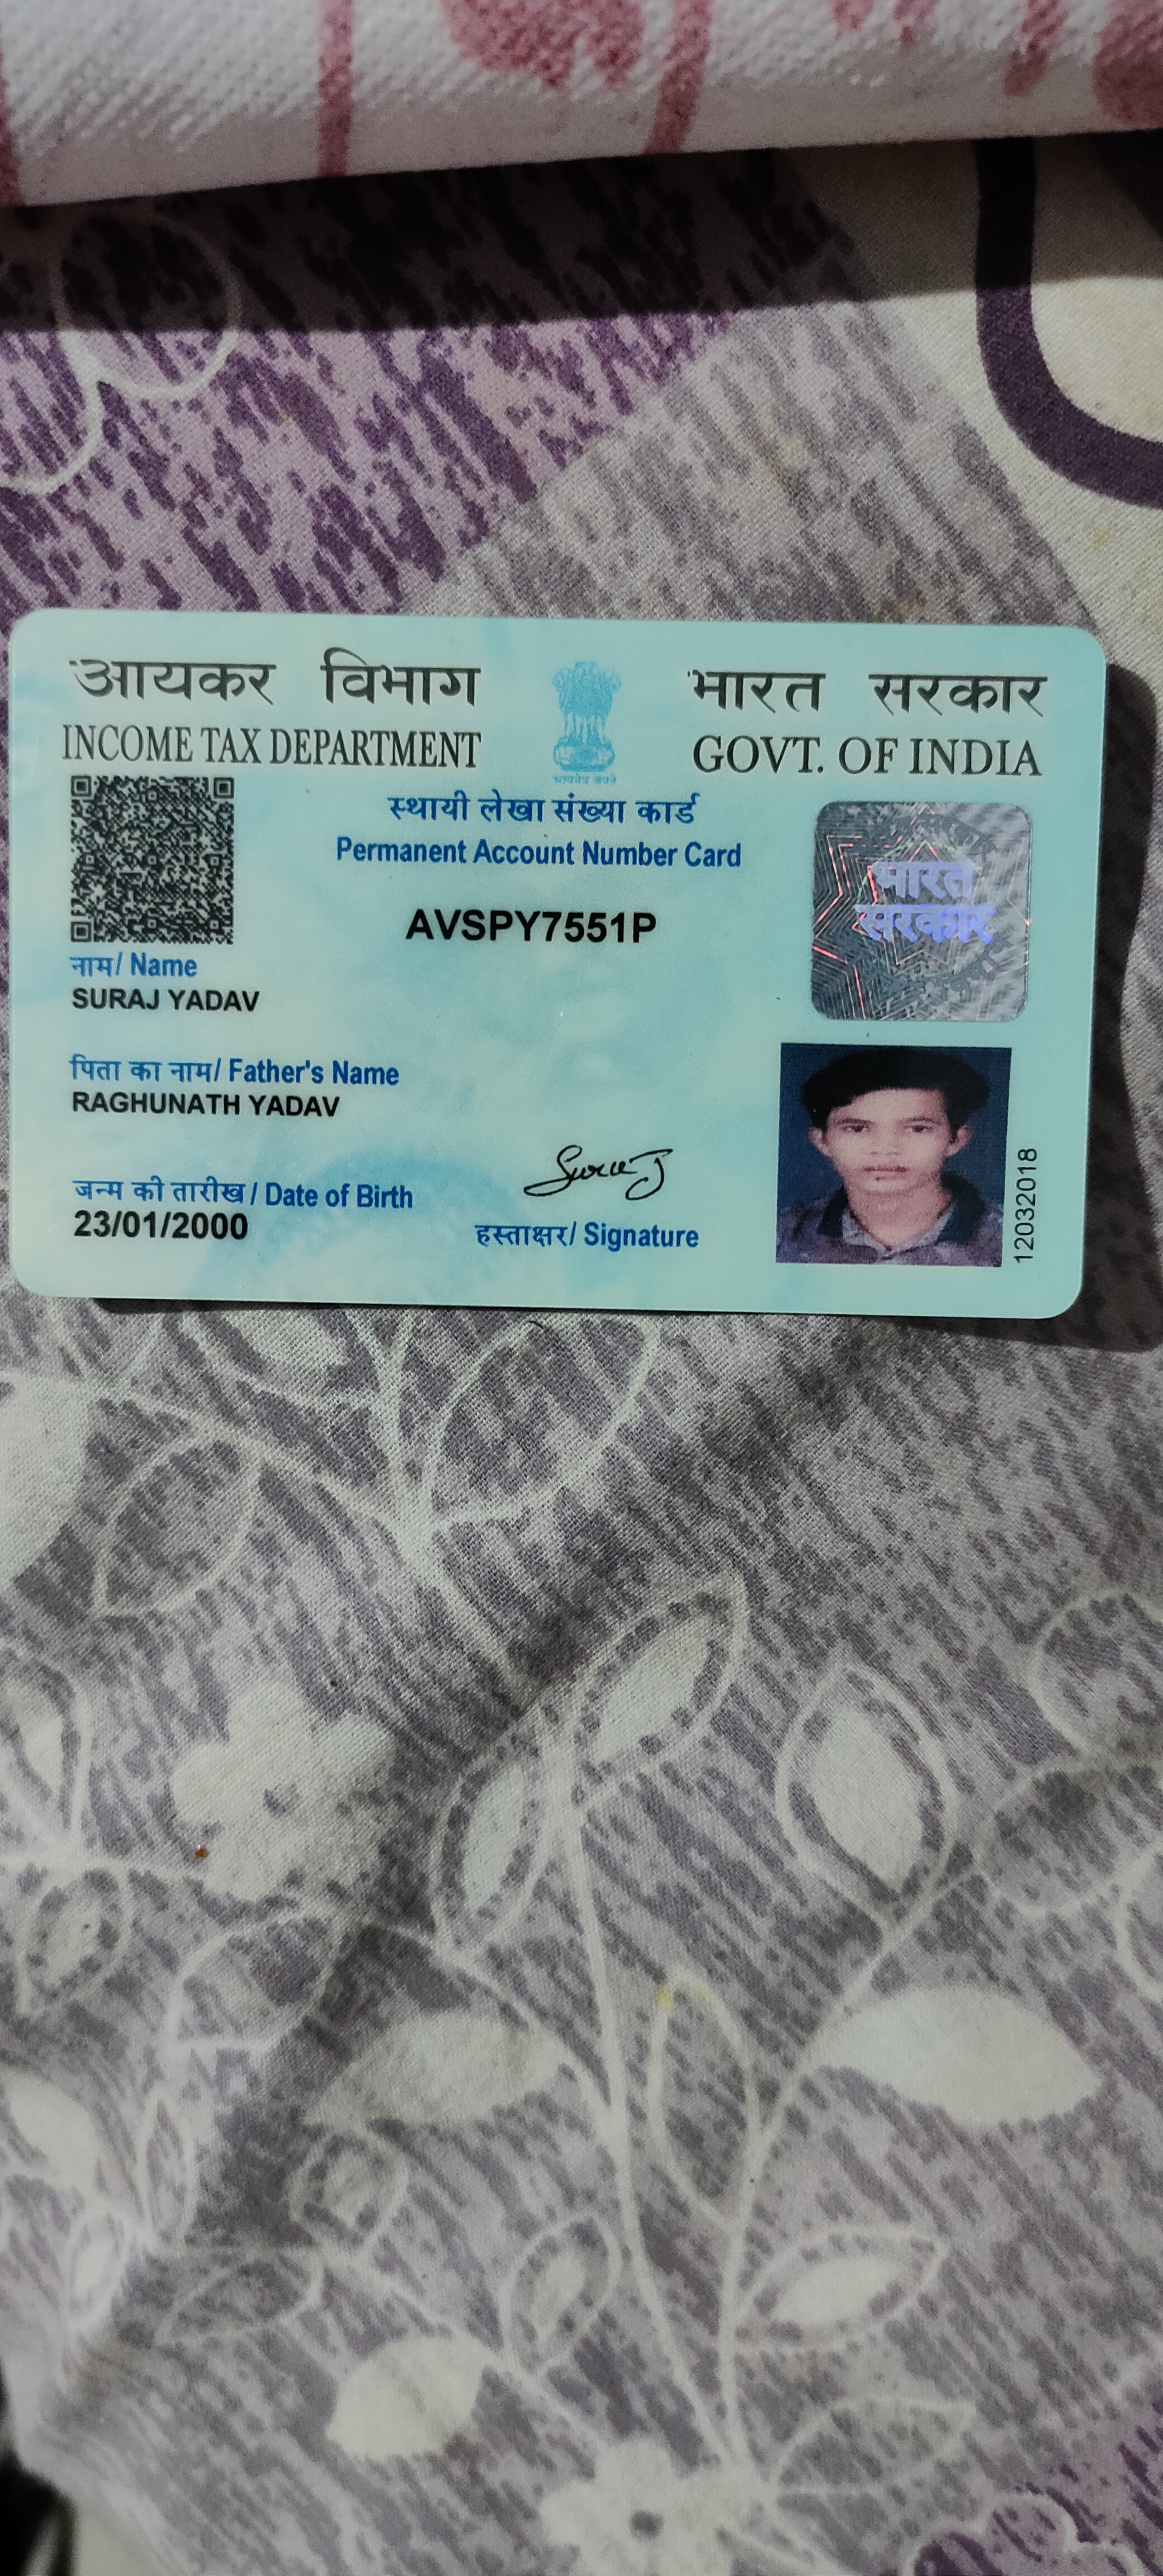 आयकर विभाग
INCOME TAX DEPARTMENT
भारत सरकार
GOVT. OF INDIA
सत्यमेव जयते
स्थायी लेखा संख्या कार्ड
Permanent Account Number Card
AVSPY7551P
भारत
सरकार
नाम/ Name
SURAJ YADAV
पिता का नाम/ Father's Name
RAGHUNATH YADAV
जन्म की तारीख / Date of Birth
23/01/2000
Suraj
हस्ताक्षर/ Signature
12032018